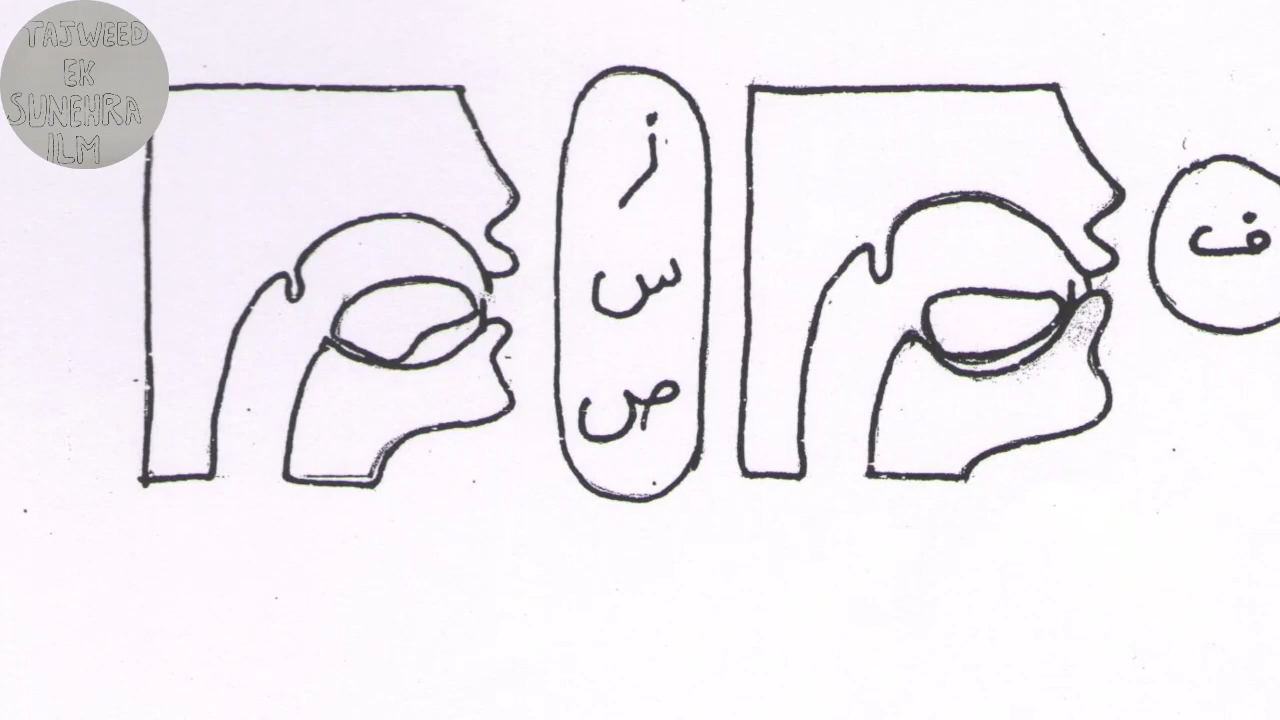 TAJWEED
EK
SUNEHRA
ILM
ز
س
ص
ف